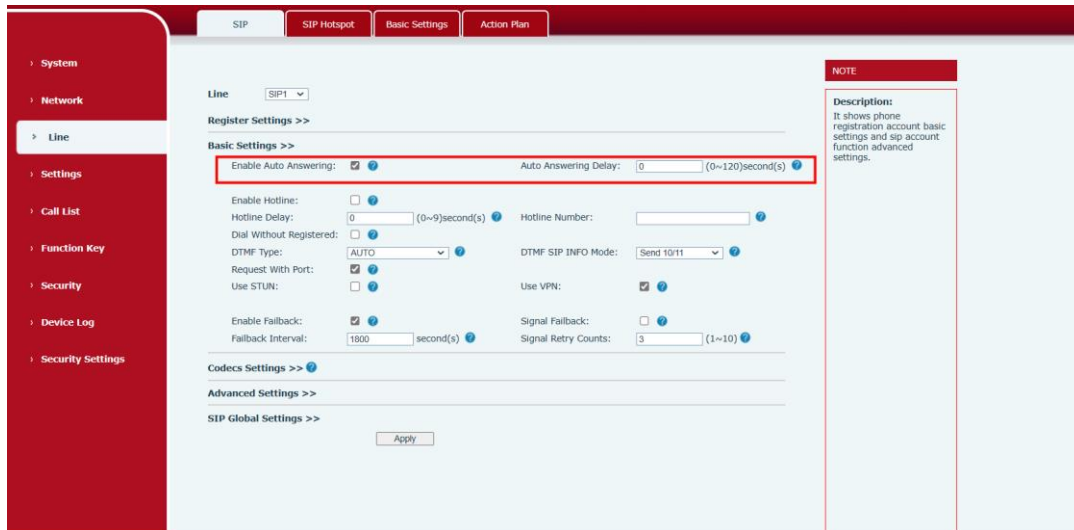 SIP SIP Hotspot Basic Settings Action Plan
› System
› Network
› Line
› Settings
› Call List
› Function Key
› Security
› Device Log
› Security Settings
Line SIP1
Register Settings >>
Basic Settings >>
Enable Auto Answering: Auto Answering Delay: 0 (0~120)second(s)
Enable Hotline:
Hotline Delay: 0 (0~9)second(s) Hotline Number:
Dial Without Registered:
DTMF Type: AUTO DTMF SIP INFO Mode: Send 10/11
Request With Port:
Use STUN: Use VPN:
Enable Failback: Signal Failback:
Failback Interval: 1800 second(s) Signal Retry Counts: 3 (1~10)
Codecs Settings >>
Advanced Settings >>
SIP Global Settings >>
Apply
NOTE
Description:
It shows phone
registration account basic
settings and sip account
function advanced
settings.